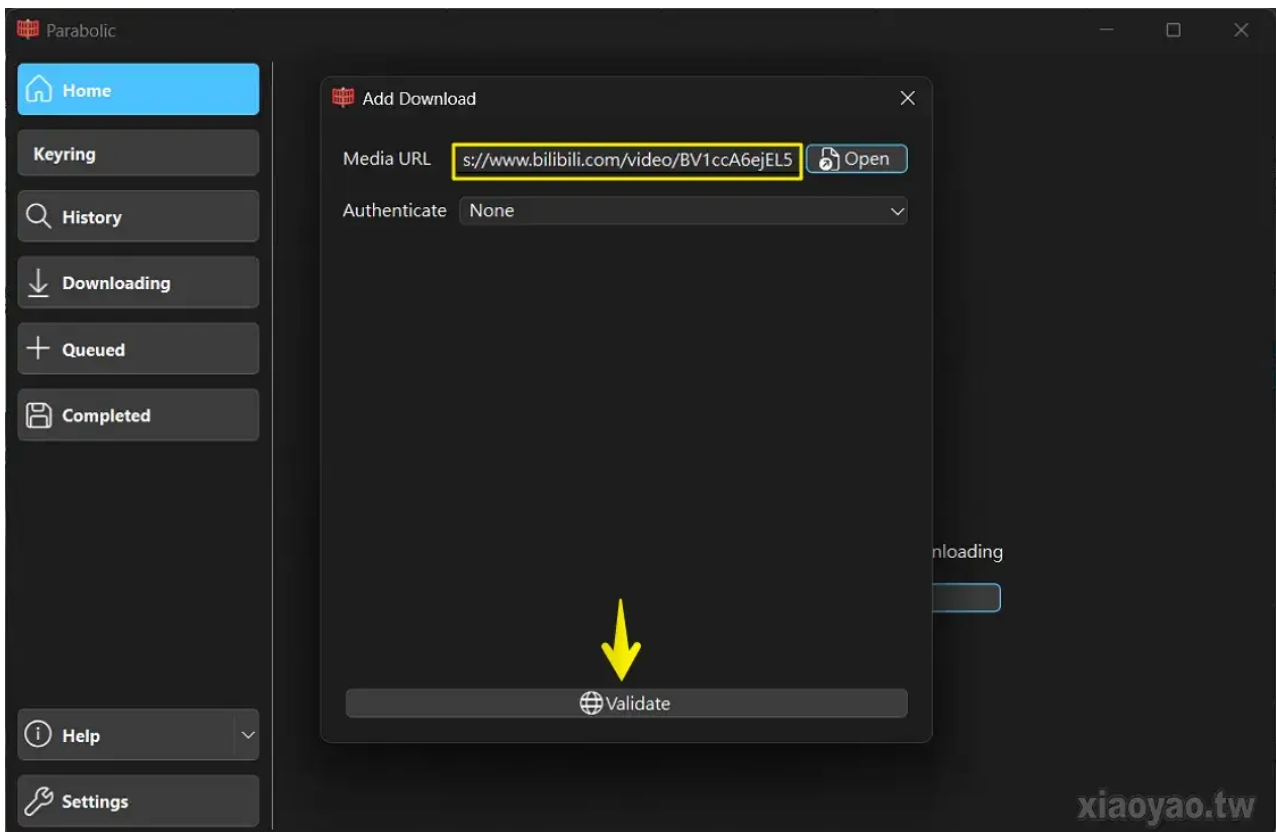 Parabolic
Home
Keyring
History
Downloading
Queued
Completed
Help
Settings
Add Download
Media URL s://www.bilibili.com/video/BV1ccA6ejEL5 Open
Authenticate None
Validate
nloading
xiaoyao.tw